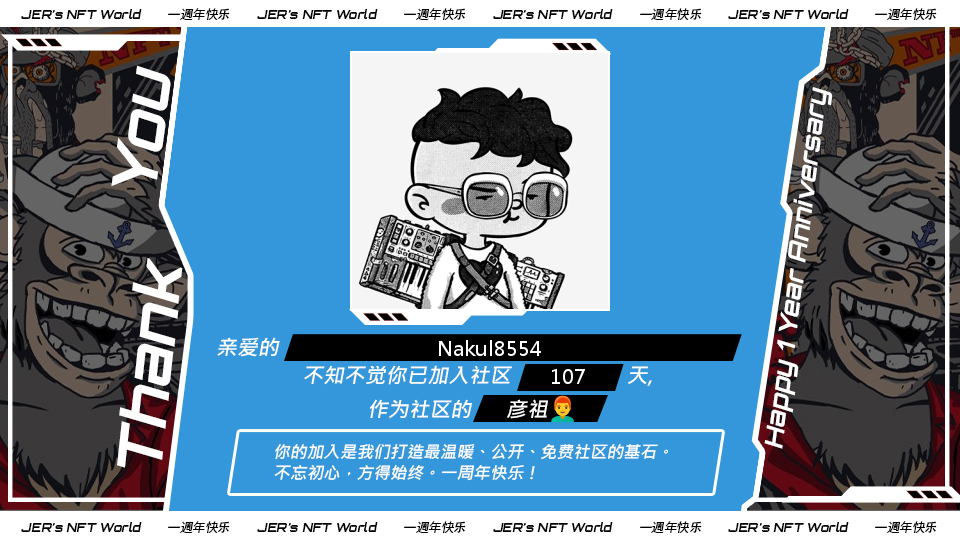 JER's NFT World 一週年快乐 JER's NFT World 一週年快乐 JER's NFT World 一週年快乐 JER's NFT World 一週年快乐
Thank You
亲爱的 Nakul8554
不知不觉你已加入社区 107 天,
作为社区的 彦祖👨‍🦰
你的加入是我们打造最温暖、公开、免费社区的基石。
不忘初心，方得始终。一周年快乐！
Happy 1 Year Anniversary
JER's NFT World 一週年快乐 JER's NFT World 一週年快乐 JER's NFT World 一週年快乐 JER's NFT World 一週年快乐